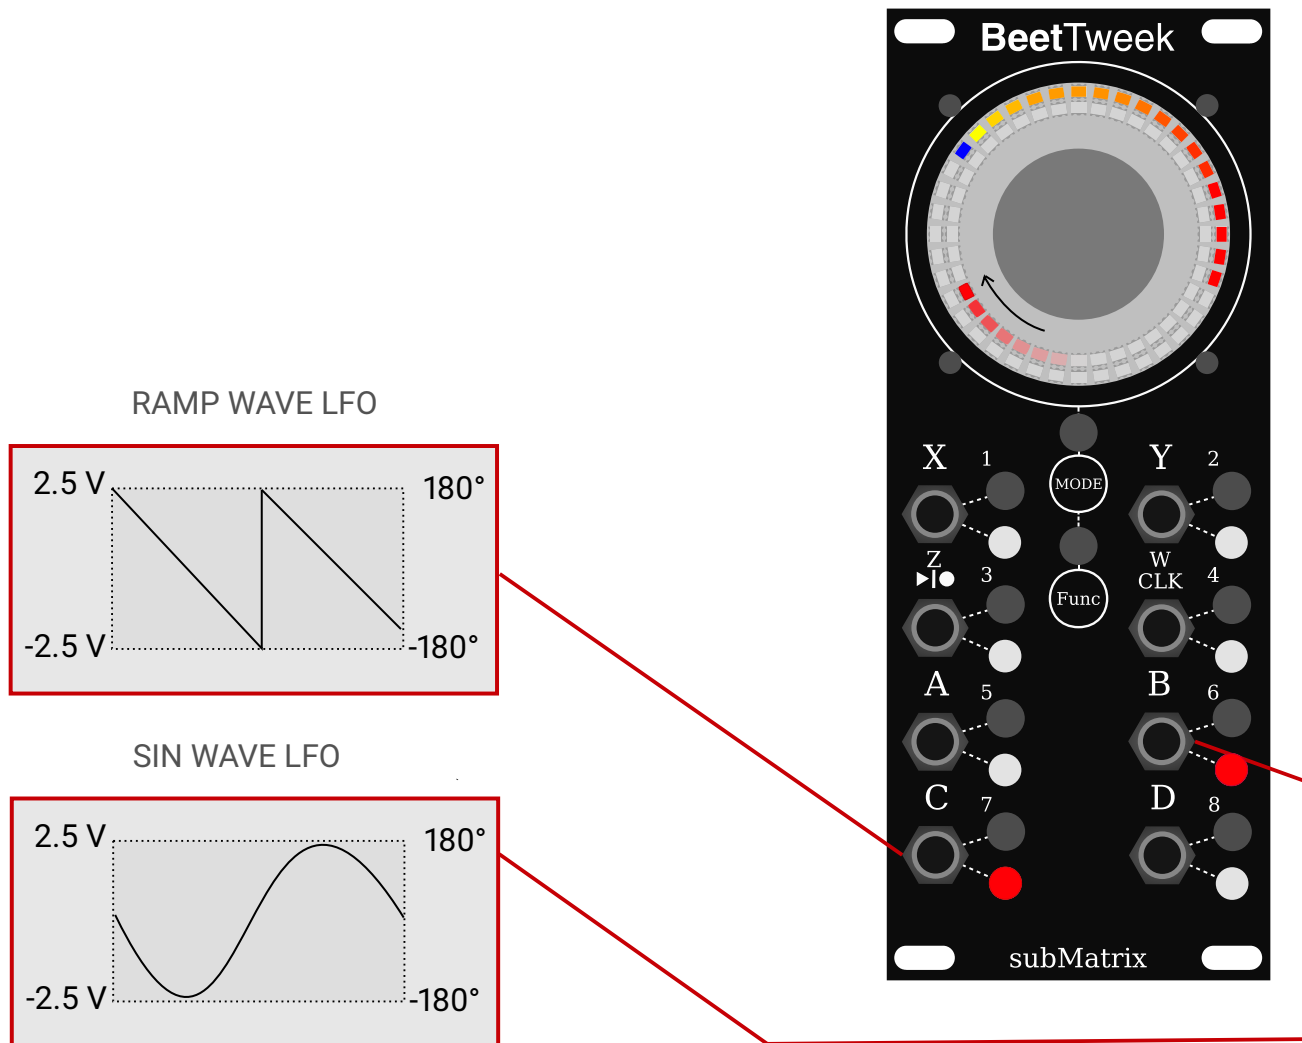 BeetTweek
RAMP WAVE LFO
2.5 V
180°
-2.5 V
-180°
SIN WAVE LFO
2.5 V
180°
-2.5 V
-180°
X
1
Y
2
MODE
Z
3
W
CLK
4
Func
A
5
B
6
C
7
D
8
subMatrix